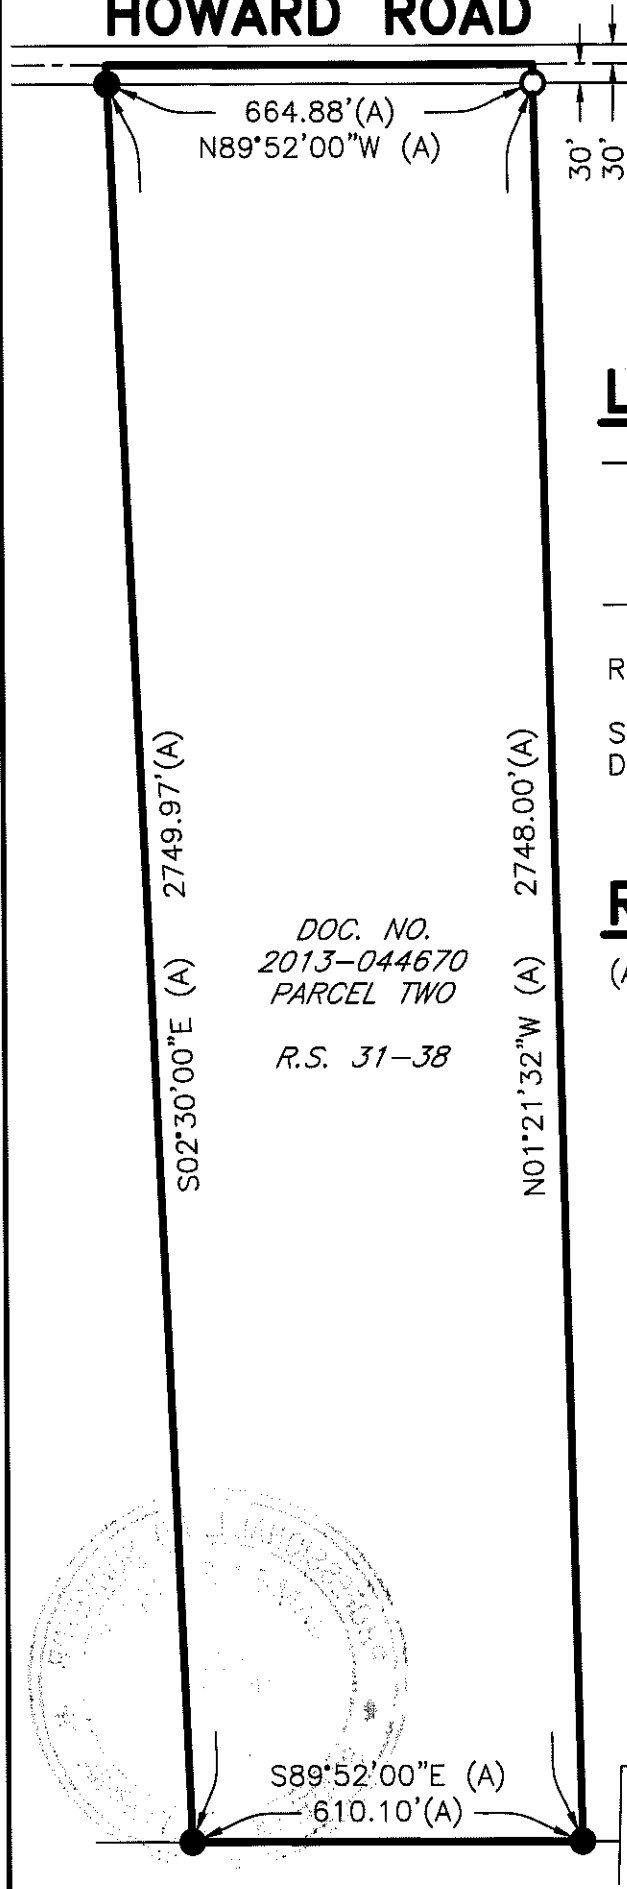 HOWARD ROAD
664.88'(A)
N89°52'00"W (A)
30'
30'
L
R
S
D
2749.97'(A)
2748.00'(A)
R
(A
DOC. NO.
2013-044670
PARCEL TWO
R.S. 31-38
S02°30'00"E (A)
N01°21'32"W (A)
S89°52'00"E (A)
610.10'(A)